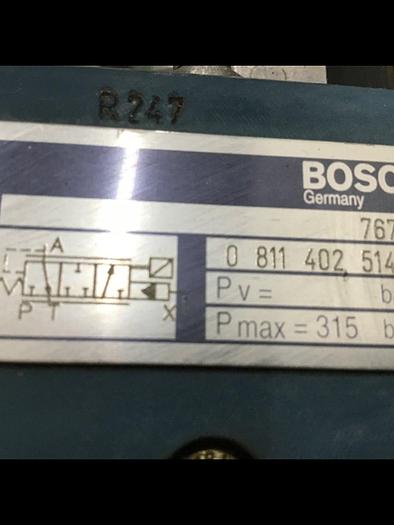 R247
BOSC
Germany
767
A
0 811 402 514
Pv = b
P T X
Pmax = 315 b